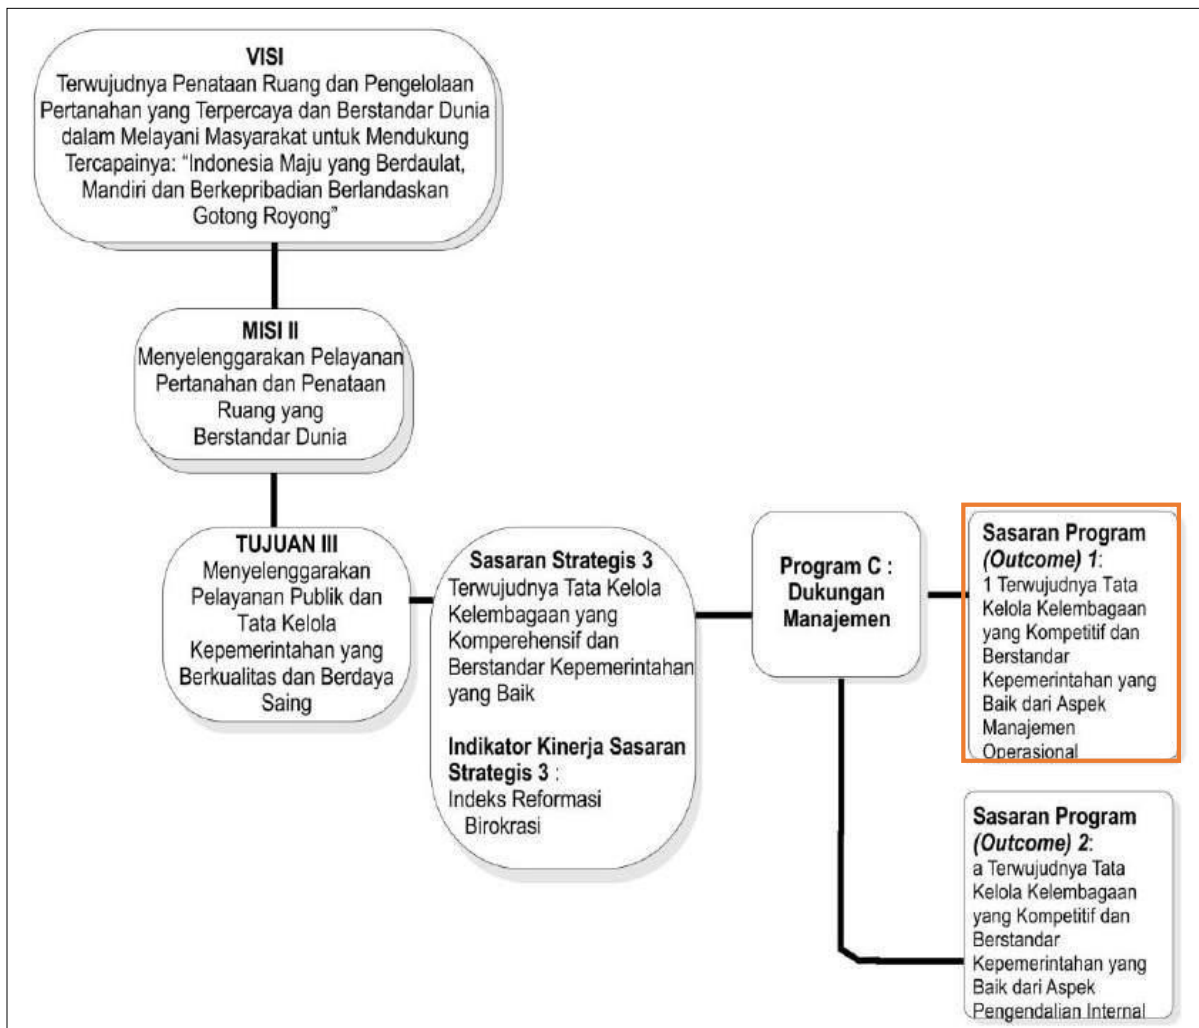 VISI
Terwujudnya Penataan Ruang dan Pengelolaan
Pertanahan yang Terpercaya dan Berstandar Dunia
dalam Melayani Masyarakat untuk Mendukung
Tercapainya: “Indonesia Maju yang Berdaulat,
Mandiri dan Berkepribadian Berlandaskan
Gotong Royong”
MISI II
Menyelenggarakan Pelayanan
Pertanahan dan Penataan
Ruang yang
Berstandar Dunia
TUJUAN III
Menyelenggarakan
Pelayanan Publik dan
Tata Kelola
Kepemerintahan yang
Berkualitas dan Berdaya
Saing
Sasaran Strategis 3
Terwujudnya Tata Kelola
Kelembagaan yang
Komperehensif dan
Berstandar Kepemerintahan
yang Baik
Indikator Kinerja Sasaran
Strategis 3 :
Indeks Reformasi
Birokrasi
Program C :
Dukungan
Manajemen
Sasaran Program
(Outcome) 1:
1 Terwujudnya Tata
Kelola Kelembagaan
yang Kompetitif dan
Berstandar
Kepemerintahan yang
Baik dari Aspek
Manajemen
Operasional
Sasaran Program
(Outcome) 2:
a Terwujudnya Tata
Kelola Kelembagaan
yang Kompetitif dan
Berstandar
Kepemerintahan yang
Baik dari Aspek
Pengendalian Internal